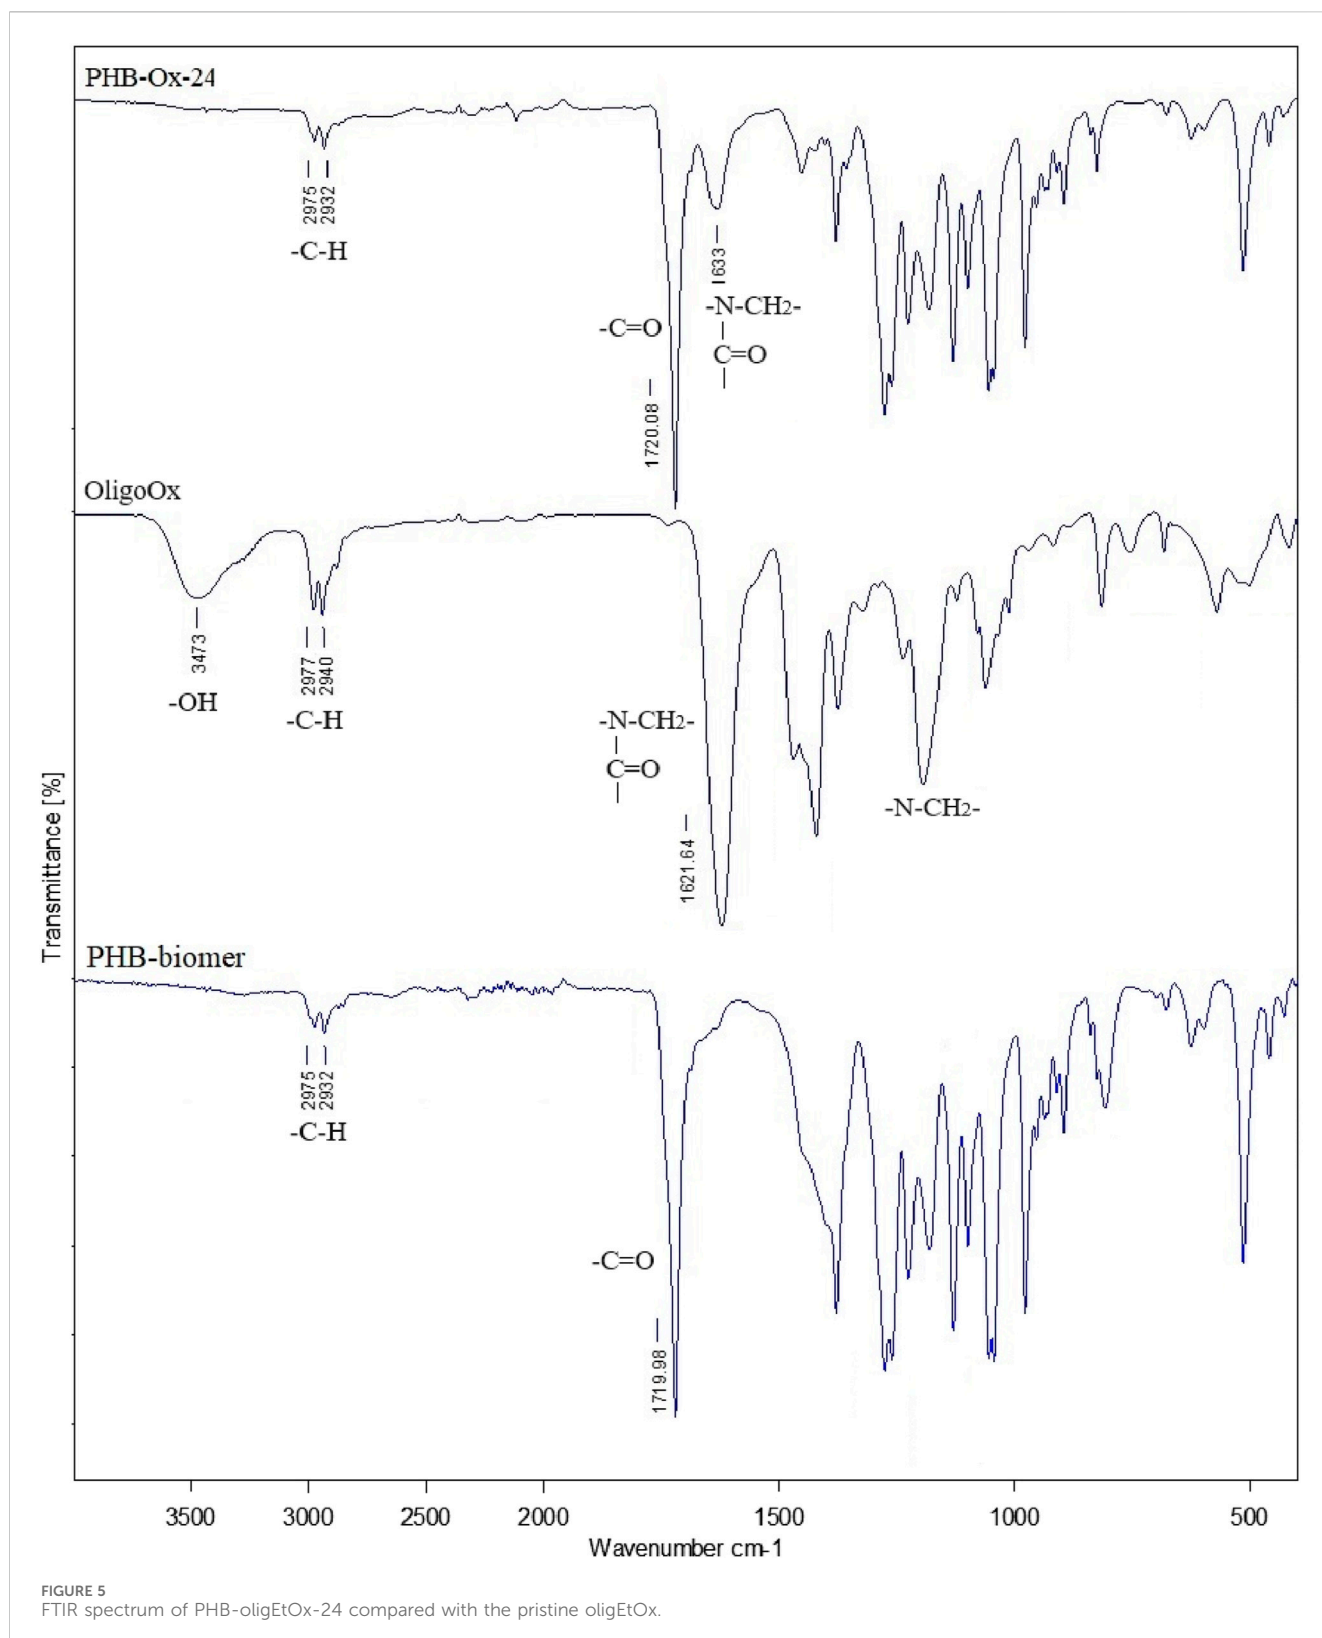 PHB-Ox-24
2975
2932
-C-H
1633
-N-CH2-
C=O
-C=O
1720.08
OligoOx
3473
-OH
2977
2940
-C-H
-N-CH2-
C=O
1621.64
-N-CH2-
PHB-biomer
2975
2932
-C-H
-C=O
1719.98
Transmittance [%]
3500 3000 2500 2000 1500 1000 500
Wavenumber cm-1
FIGURE 5
FTIR spectrum of PHB-oligEtOx-24 compared with the pristine oligEtOx.